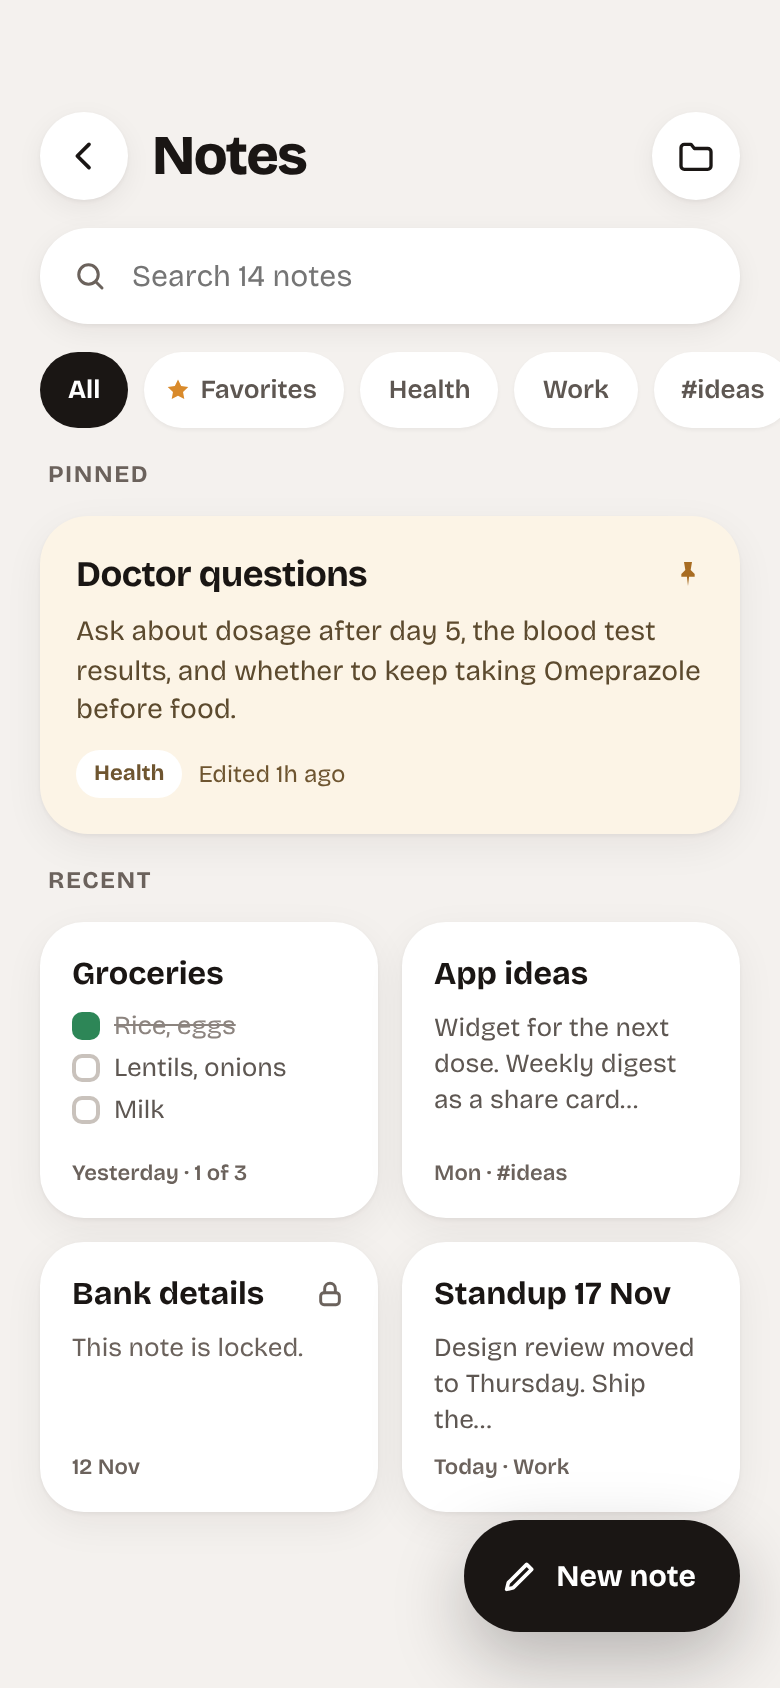 Notes
Search 14 notes
All
Favorites
Health
Work
#ideas
PINNED
Doctor questions
Ask about dosage after day 5, the blood test
results, and whether to keep taking Omeprazole
before food.
Health
Edited 1h ago
RECENT
Groceries
Rice, eggs
Lentils, onions
Milk
Yesterday · 1 of 3
App ideas
Widget for the next
dose. Weekly digest
as a share card...
Mon · #ideas
Bank details
This note is locked.
12 Nov
Standup 17 Nov
Design review moved
to Thursday. Ship
the...
Today · Work
New note